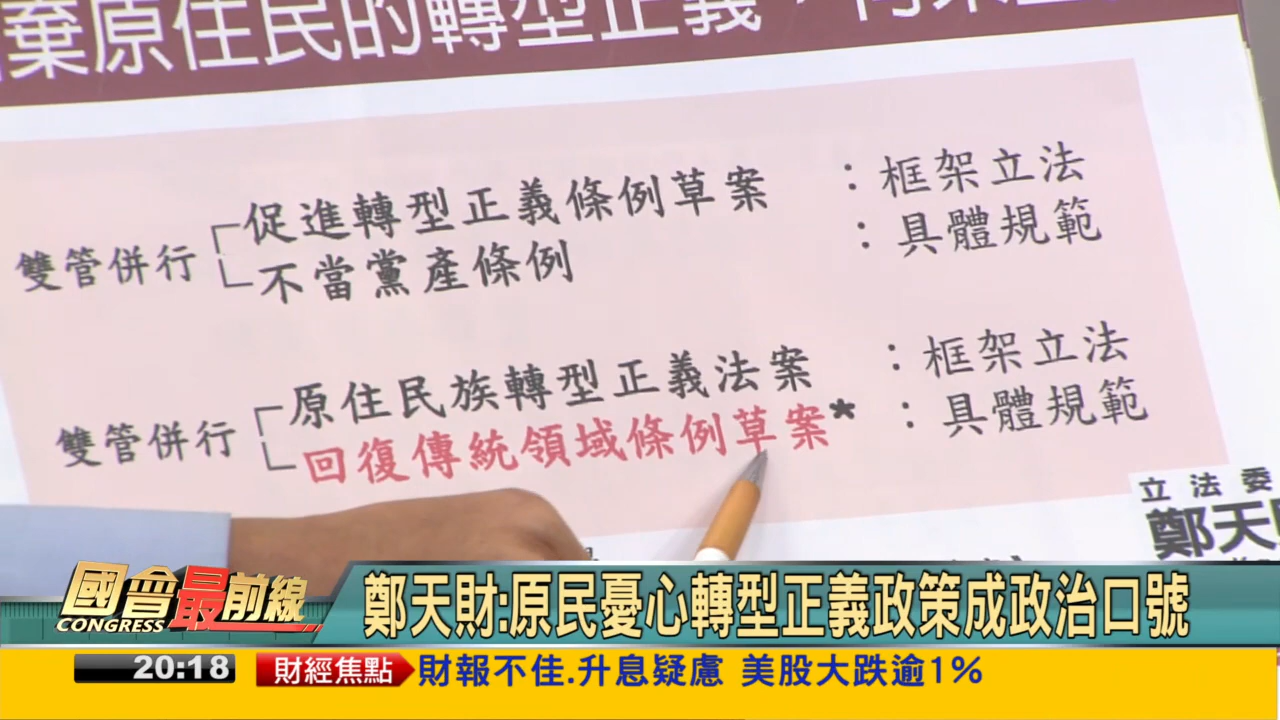 棄原住民的轉型正義，
雙管併行
促進轉型正義條例草案 ：框架立法
不當黨產條例 ：具體規範
雙管併行
原住民族轉型正義法案 ：框架立法
回復傳統領域條例草案* ：具體規範
立法委
鄭天財
國會最前線
CONGRESS
鄭天財:原民憂心轉型正義政策成政治口號
20:18 財經焦點 財報不佳.升息疑慮 美股大跌逾1%